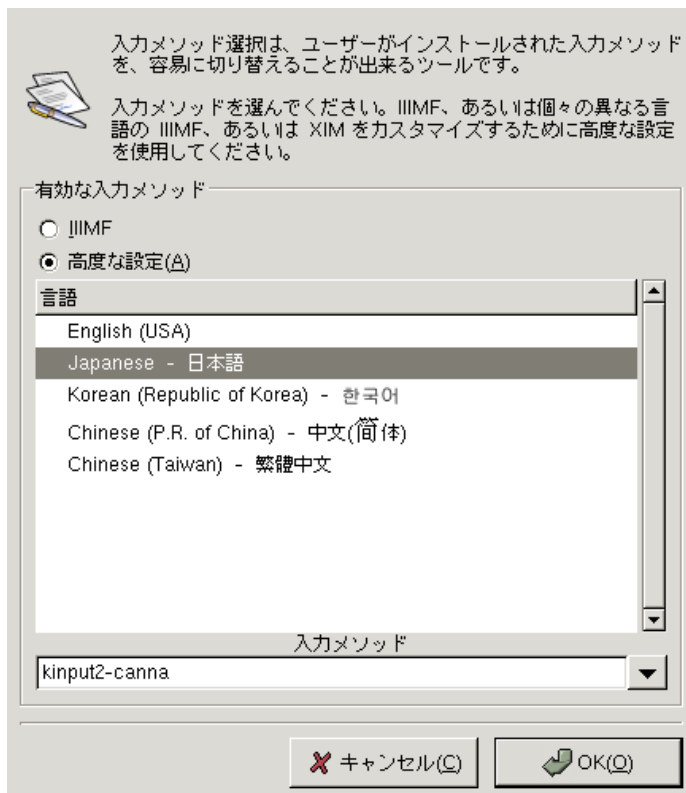 入力メソッド選択は、ユーザーがインストールされた入力メソッド
を、容易に切り替えることが出来るツールです。
入力メソッドを選んでください。IIIMF、あるいは個々の異なる言
語の IIIMF、あるいは XIM をカスタマイズするために高度な設定
を使用してください。
有効な入力メソッド
IIIMF
高度な設定(A)
言語
English (USA)
Japanese - 日本語
Korean (Republic of Korea) - 한국어
Chinese (P.R. of China) - 中文(简体)
Chinese (Taiwan) - 繁體中文
入力メソッド
kinput2-canna
キャンセル(C)
OK(O)